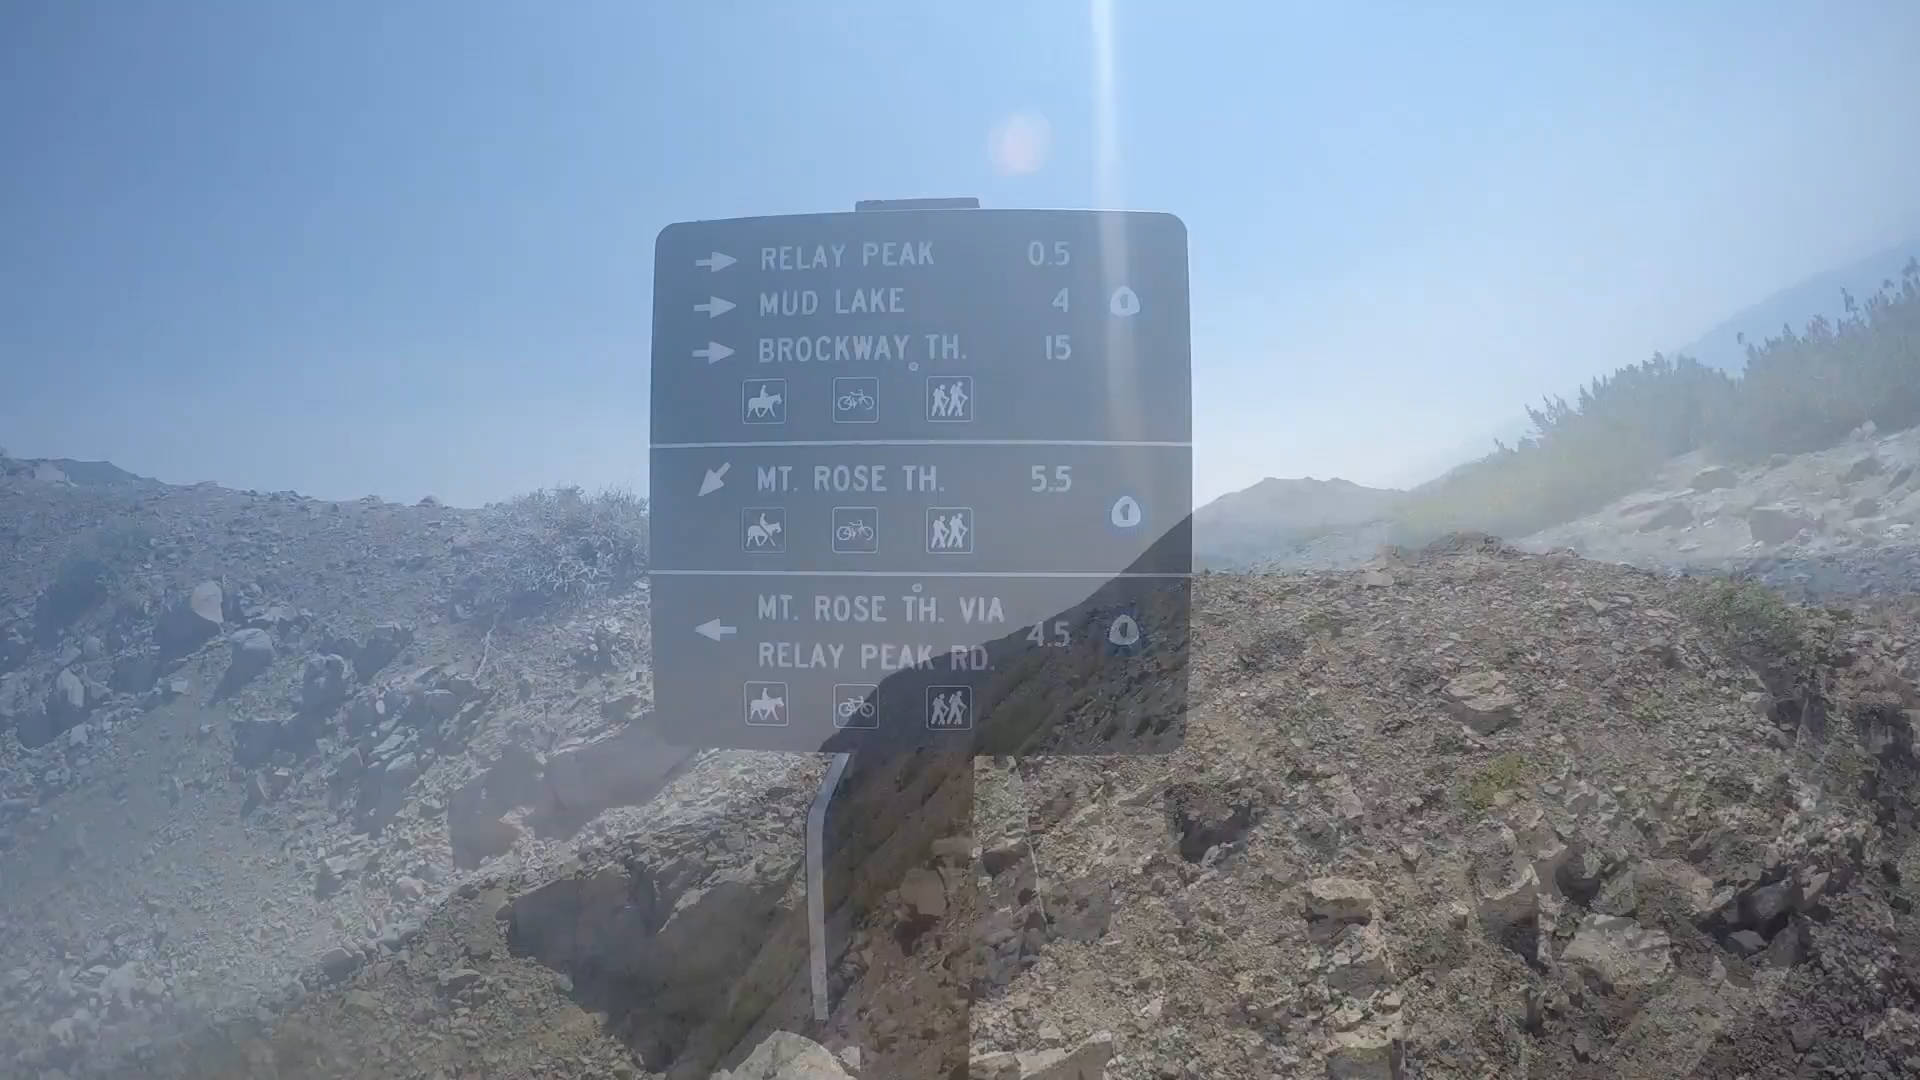 RELAY PEAK 0.5
MUD LAKE 4
BROCKWAY TH. 15
MT. ROSE TH. 5.5
MT. ROSE TH. VIA
RELAY PEAK RD. 4.5